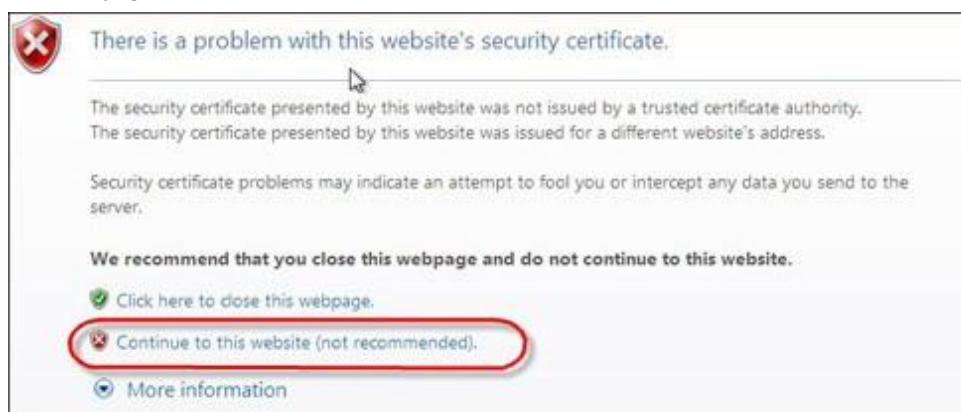 There is a problem with this website's security certificate.
The security certificate presented by this website was not issued by a trusted certificate authority.
The security certificate presented by this website was issued for a different website's address.
Security certificate problems may indicate an attempt to fool you or intercept any data you send to the
server.
We recommend that you close this webpage and do not continue to this website.
Click here to close this webpage.
Continue to this website (not recommended).
More information